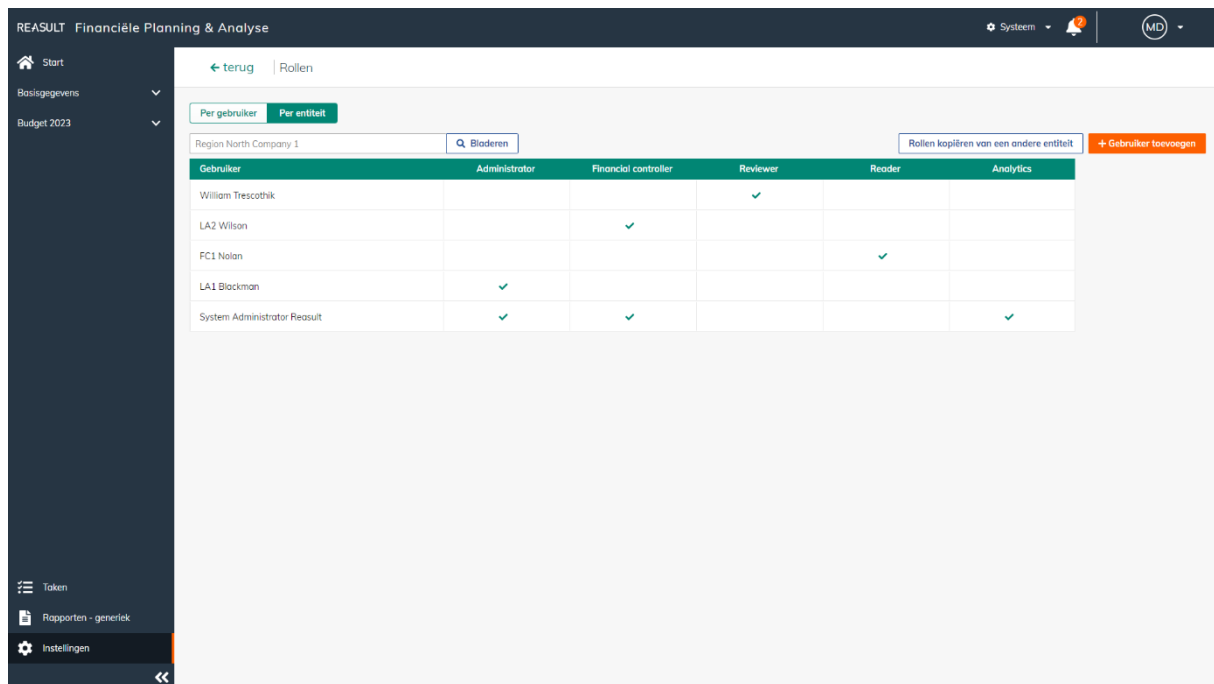 REASULT Financiële Planning & Analyse
Systeem
2
MD
Start
Basisgegevens
Budget 2023
terug
Rollen
Per gebruiker
Per entiteit
Region North Company 1
Bladeren
Rollen kopiëren van een andere entiteit
+ Gebruiker toevoegen
Gebruiker Administrator Financial controller Reviewer Reader Analytics
William Trescothik
LA2 Wilson
FC1 Nolan
LA1 Blackman
System Administrator Reasult
Taken
Rapporten - generiek
Instellingen